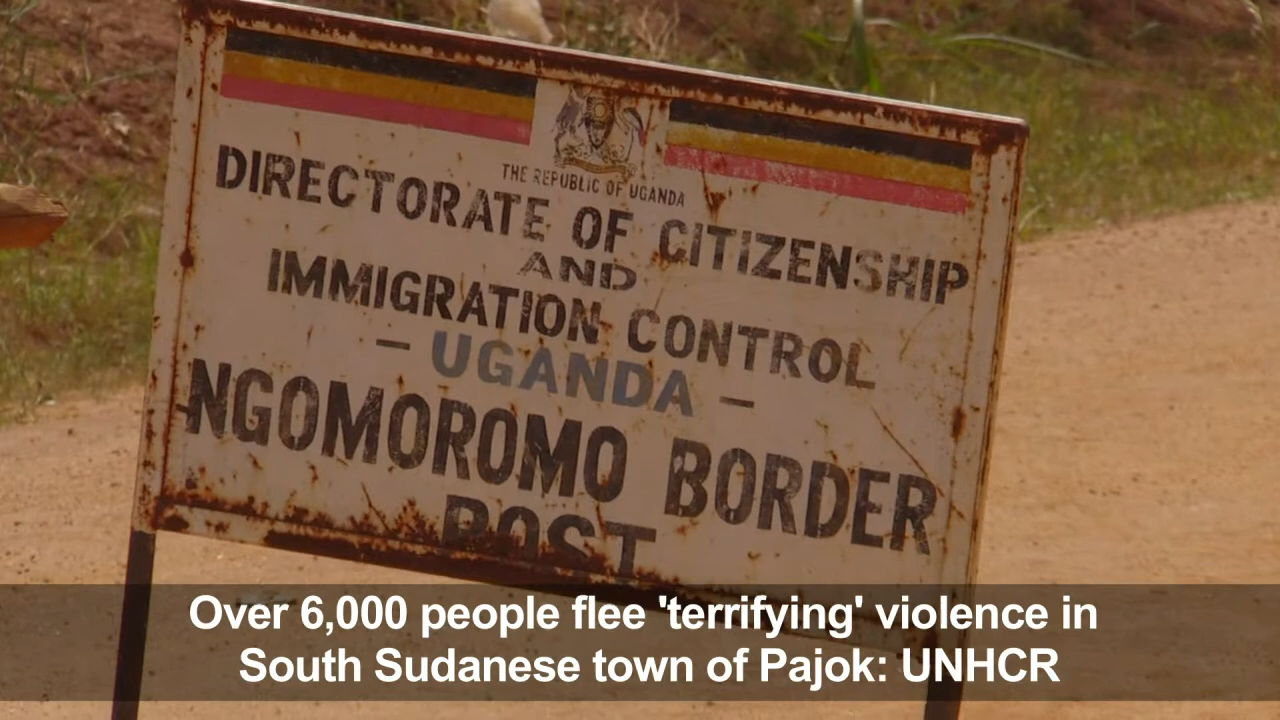 THE REPUBLIC OF UGANDA
DIRECTORATE OF CITIZENSHIP
AND
IMMIGRATION CONTROL
- UGANDA -
NGOMOROMO BORDER
POST
Over 6,000 people flee 'terrifying' violence in
South Sudanese town of Pajok: UNHCR